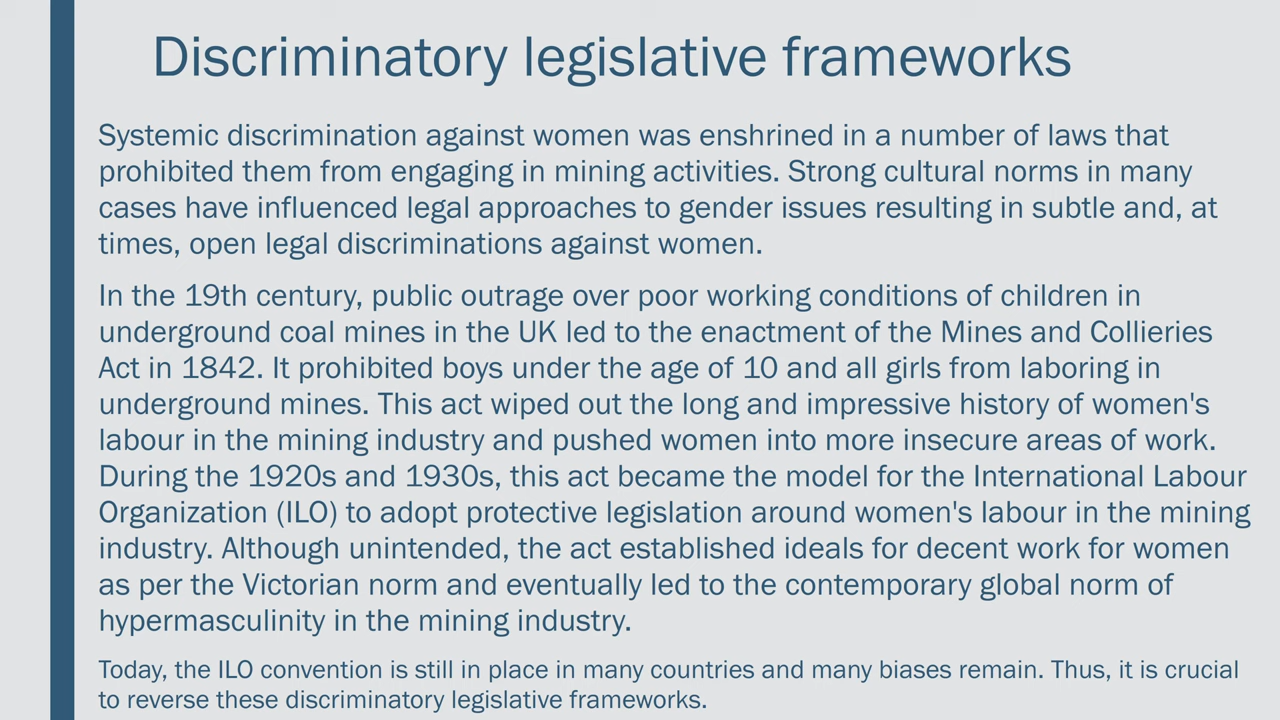 Discriminatory legislative frameworks
Systemic discrimination against women was enshrined in a number of laws that
prohibited them from engaging in mining activities. Strong cultural norms in many
cases have influenced legal approaches to gender issues resulting in subtle and, at
times, open legal discriminations against women.
In the 19th century, public outrage over poor working conditions of children in
underground coal mines in the UK led to the enactment of the Mines and Collieries
Act in 1842. It prohibited boys under the age of 10 and all girls from laboring in
underground mines. This act wiped out the long and impressive history of women's
labour in the mining industry and pushed women into more insecure areas of work.
During the 1920s and 1930s, this act became the model for the International Labour
Organization (ILO) to adopt protective legislation around women's labour in the mining
industry. Although unintended, the act established ideals for decent work for women
as per the Victorian norm and eventually led to the contemporary global norm of
hypermasculinity in the mining industry.
Today, the ILO convention is still in place in many countries and many biases remain. Thus, it is crucial
to reverse these discriminatory legislative frameworks.